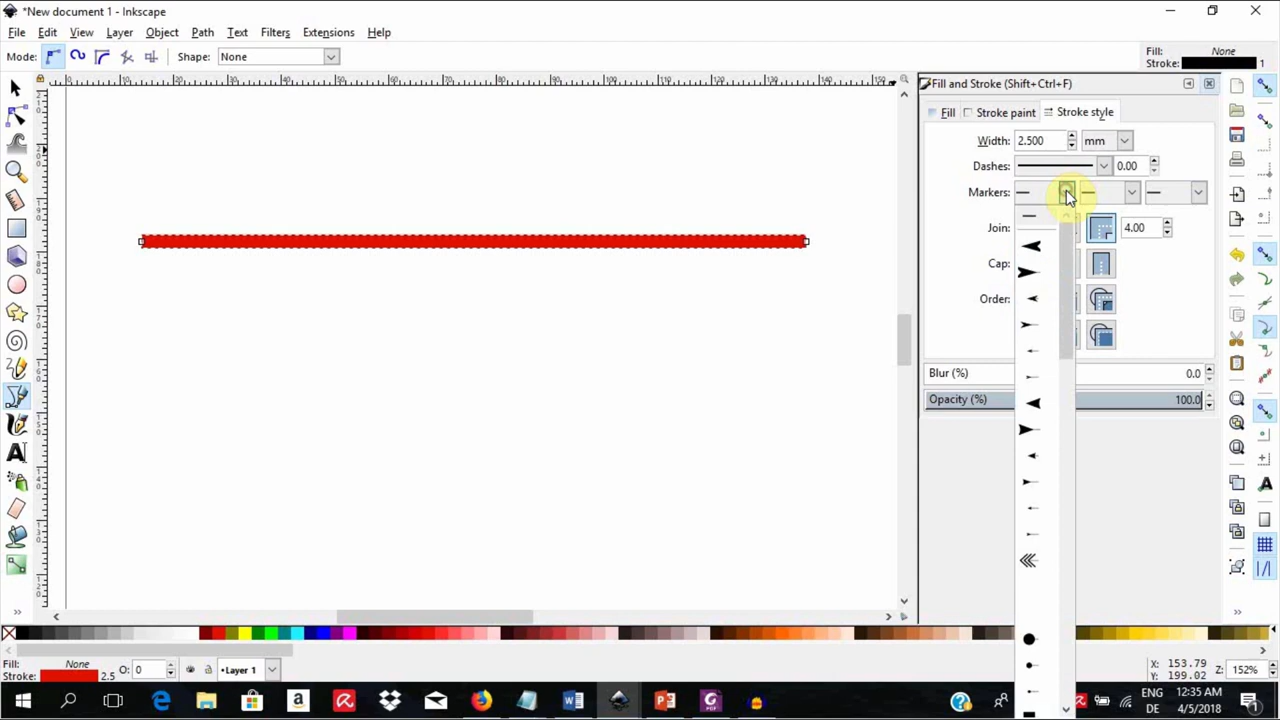 *New document 1 - Inkscape
File Edit View Layer Object Path Text Filters Extensions Help
Mode: Shape: None
Fill: None
Stroke: 1
Fill and Stroke (Shift+Ctrl+F)
Fill Stroke paint Stroke style
Width: 2.500 mm
Dashes: 0.00
Markers:
Join: 4.00
Cap:
Order:
Blur (%) 0.0
Opacity (%) 100.0
Fill: None
Stroke: 2.5 O: 0 •Layer 1
X: 153.79
Y: 199.02
Z: 152%
ENG
DE
12:35 AM
4/5/2018